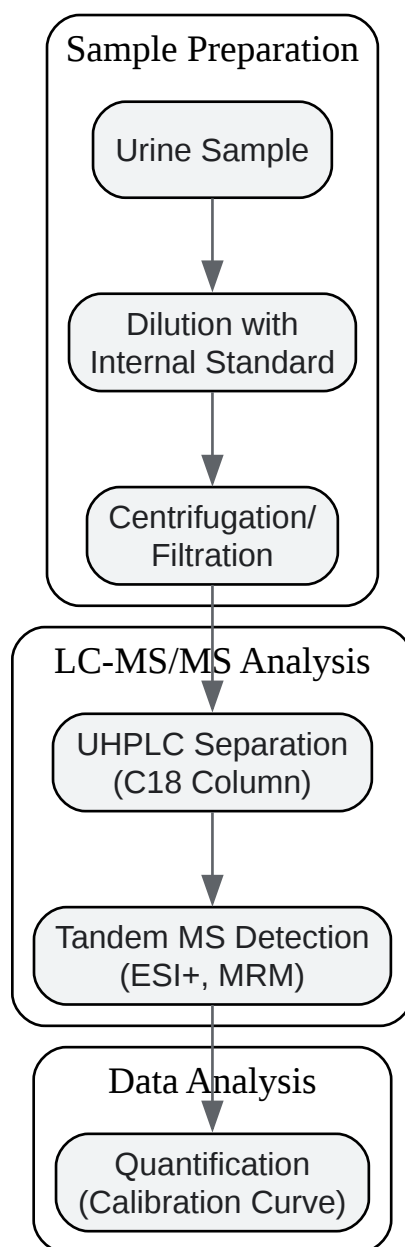 Sample Preparation
Urine Sample
Dilution with
Internal Standard
Centrifugation/
Filtration
LC-MS/MS Analysis
UHPLC Separation
(C18 Column)
Tandem MS Detection
(ESI+, MRM)
Data Analysis
Quantification
(Calibration Curve)